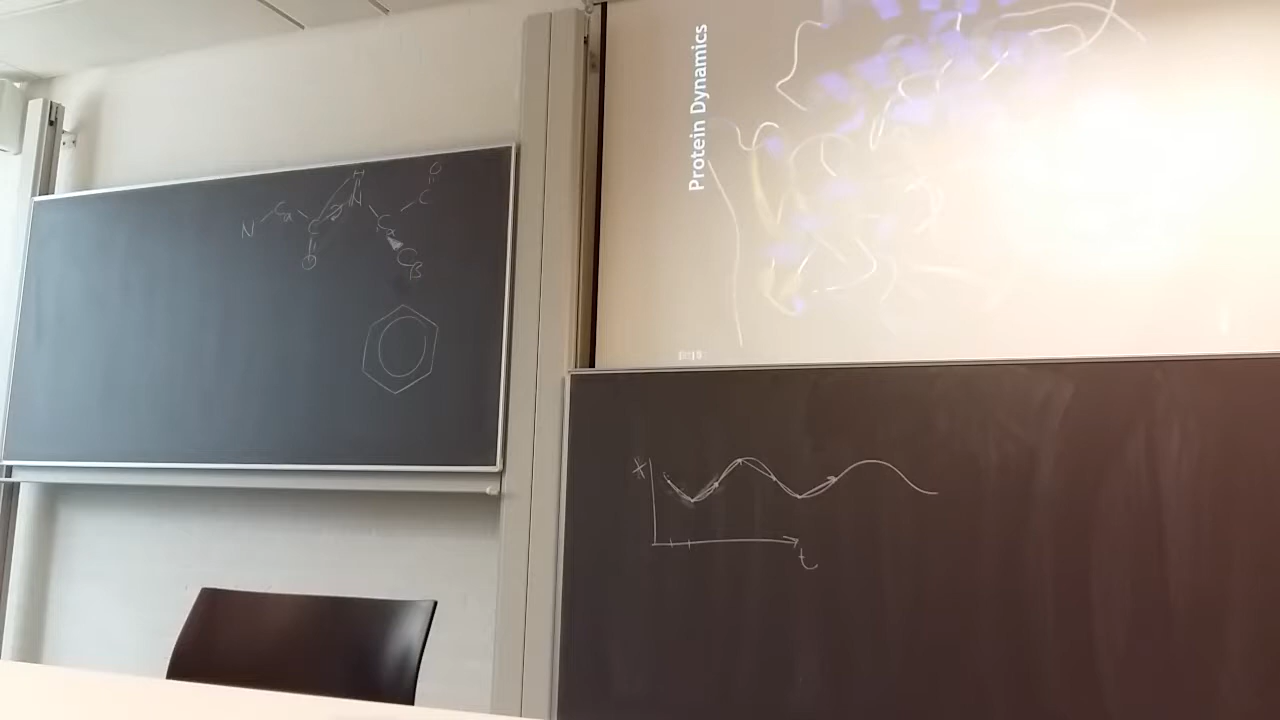 Protein Dynamics
H
O
N Cα C N Cα C
O
Cβ
x
t